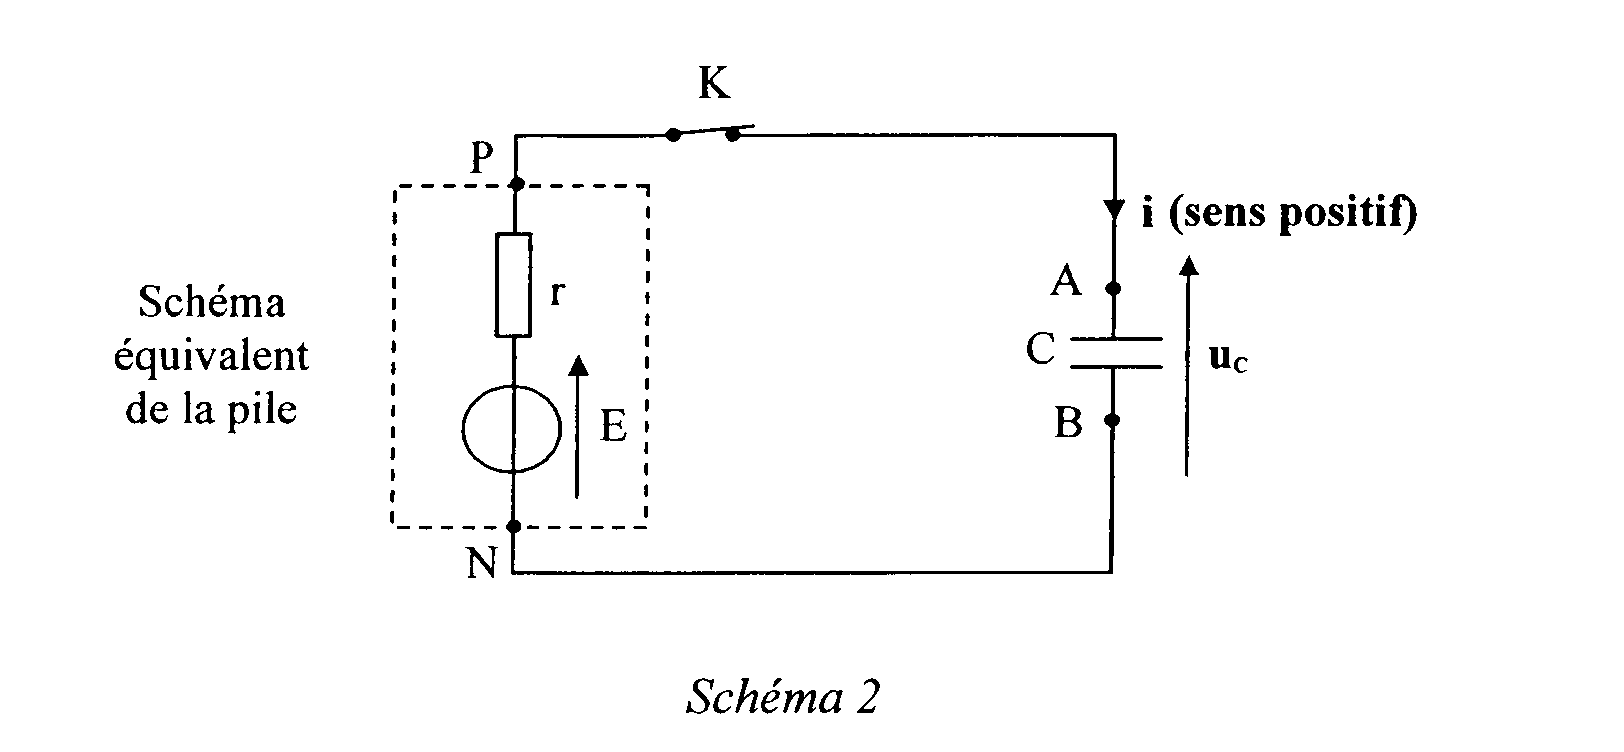 K
P
i (sens positif)
A
r
Schéma
équivalent
de la pile
C
uc
E
B
N
Schéma 2